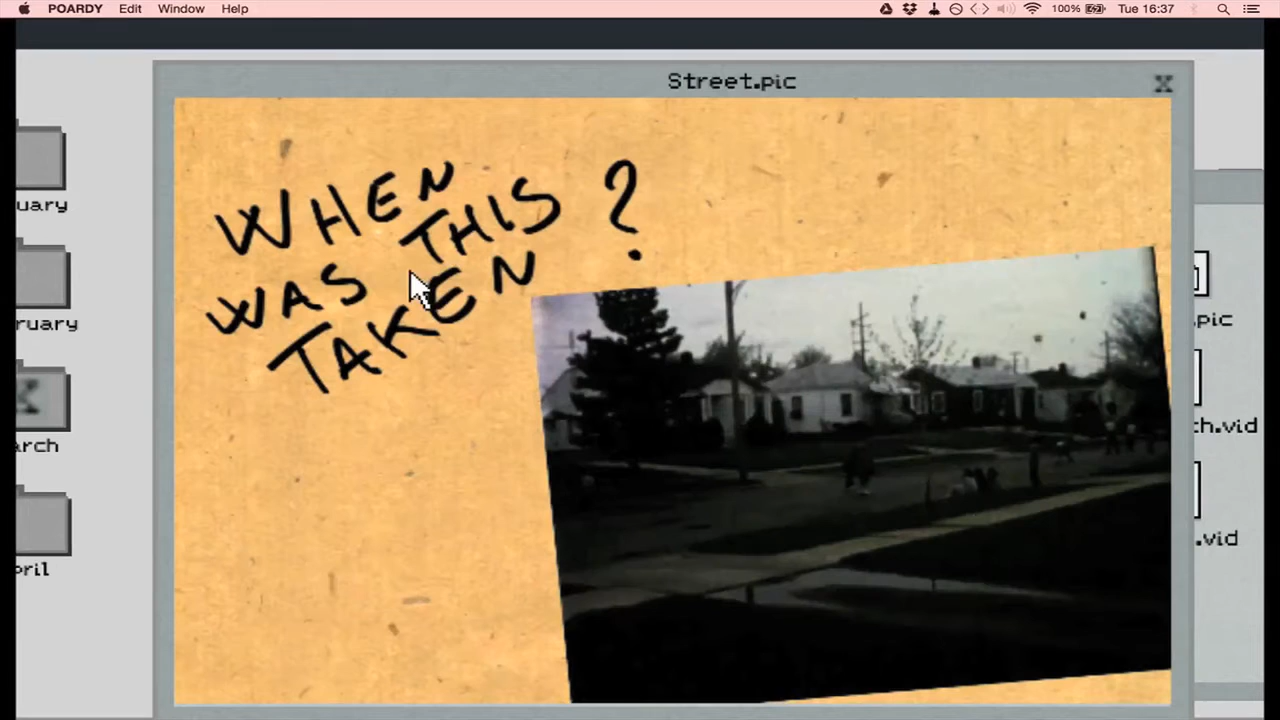 POARDY Edit Window Help 100% Tue 16:37
Street.pic
WHEN
THIS ?
WAS
TAKEN
uary
ruary
arch
pril
.pic
th.vid
.vid